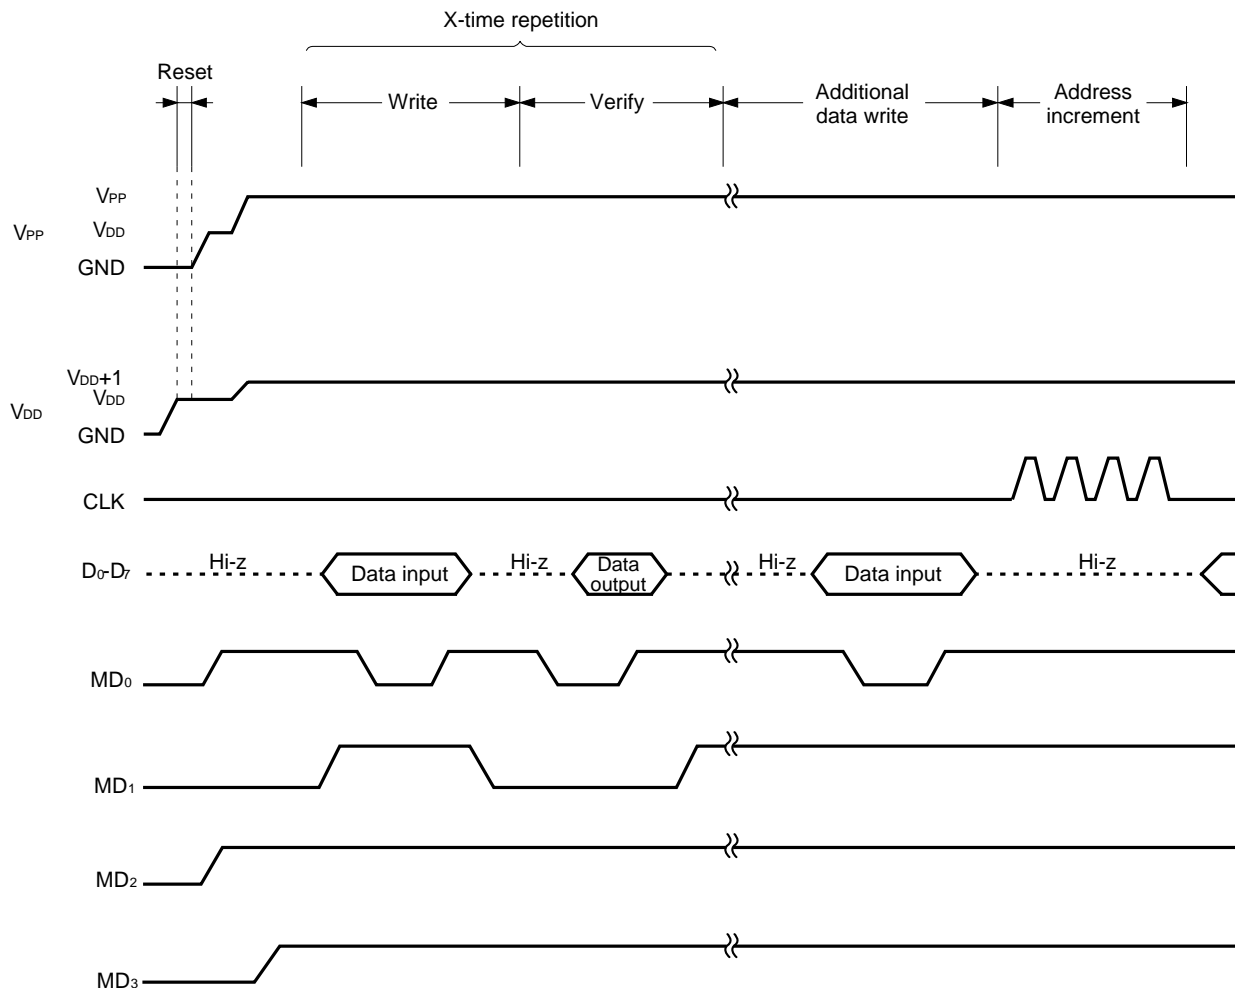 X-time repetition
Reset
Write
Verify
Additional
data write
Address
increment
VPP
VPP
VDD
GND
VDD+1
VDD
VDD
GND
CLK
D0-D7
Hi-z
Data input
Hi-z
Data
output
Hi-z
Data input
Hi-z
MD0
MD1
MD2
MD3